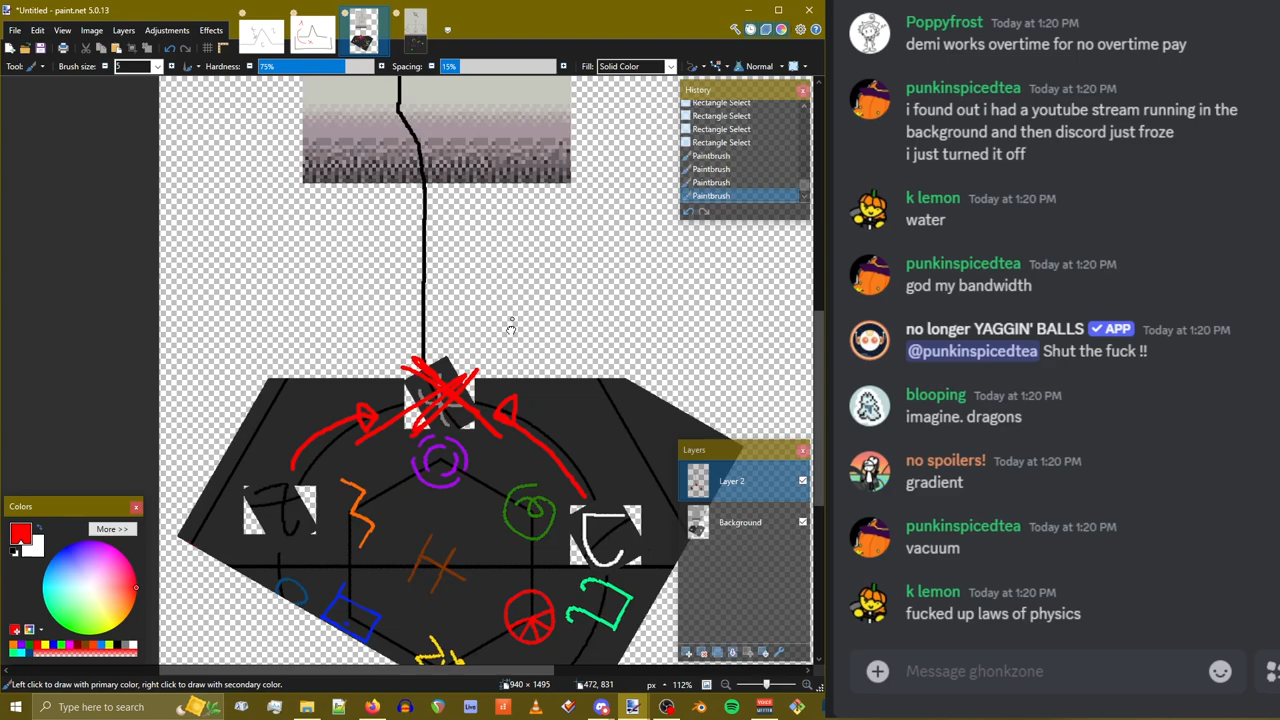 *Untitled - paint.net 5.0.13
File Edit View Image Layers Adjustments Effects
Tool: Brush size: 5 Hardness: 75% Spacing: 15% Fill: Solid Color Normal
History
Rectangle Select
Rectangle Select
Rectangle Select
Rectangle Select
Paintbrush
Paintbrush
Paintbrush
Paintbrush
Layers
Layer 2
Background
Colors
More >>
Left click to draw with primary color, right click to draw with secondary color.
940 × 1495
472, 831
px
112%
Type here to search
Poppyfrost Today at 1:20 PM
demi works overtime for no overtime pay
punkinspicedtea Today at 1:20 PM
i found out i had a youtube stream running in the
background and then discord just froze
i just turned it off
k lemon Today at 1:20 PM
water
punkinspicedtea Today at 1:20 PM
god my bandwidth
no longer YAGGIN' BALLS ✓ APP Today at 1:20 PM
@punkinspicedtea Shut the fuck !!
blooping Today at 1:20 PM
imagine. dragons
no spoilers! Today at 1:20 PM
gradient
punkinspicedtea Today at 1:20 PM
vacuum
k lemon Today at 1:20 PM
fucked up laws of physics
Message ghonkzone